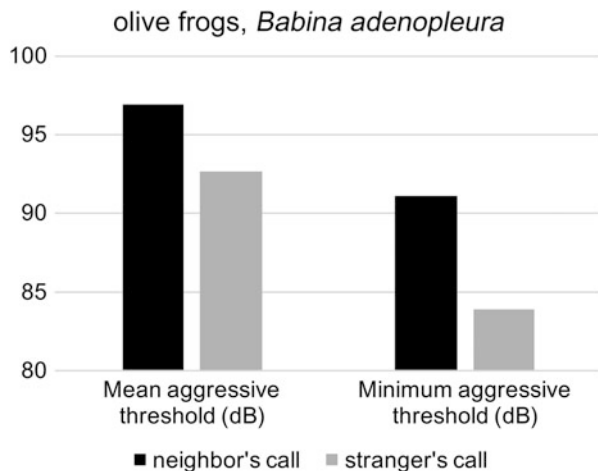 olive frogs, Babina adenopleura
100
95
90
85
80
Mean aggressive
threshold (dB)
Minimum aggressive
threshold (dB)
neighbor's call
stranger's call